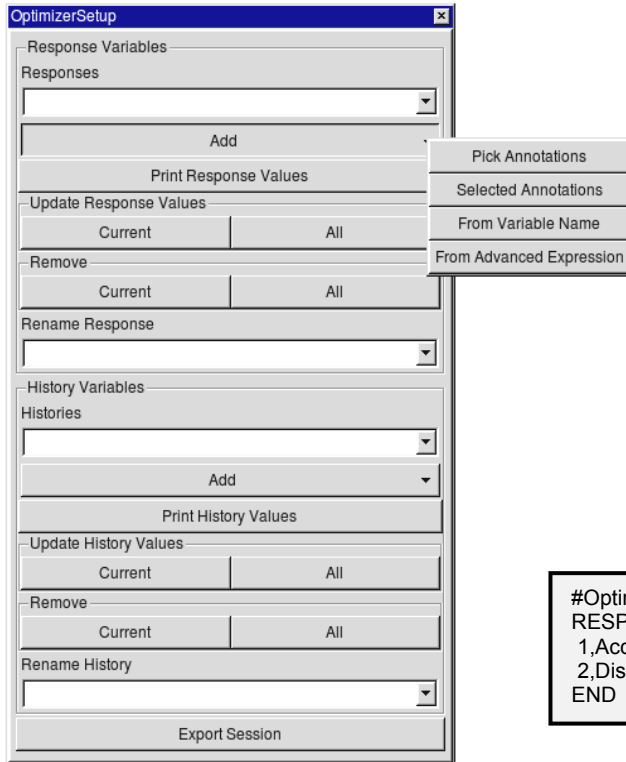 OptimizerSetup
Response Variables
Responses
Add
Print Response Values
Update Response Values
Current All
Remove
Current All
Rename Response
Pick Annotations
Selected Annotations
From Variable Name
From Advanced Expression
History Variables
Histories
Add
Print History Values
Update History Values
Current All
Remove
Current All
Rename History
Export Session
END